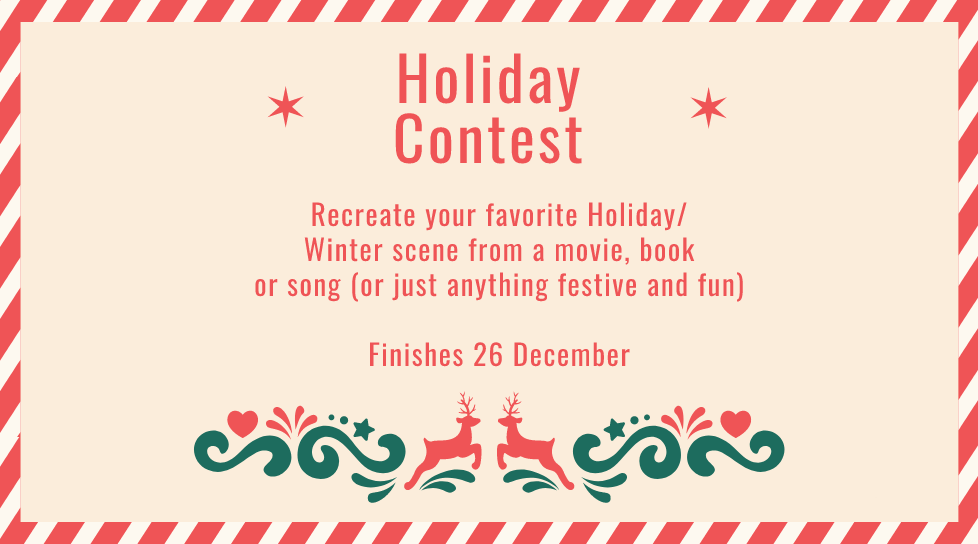 Holiday
Contest
Recreate your favorite Holiday/
Winter scene from a movie, book
or song (or just anything festive and fun)
Finishes 26 December